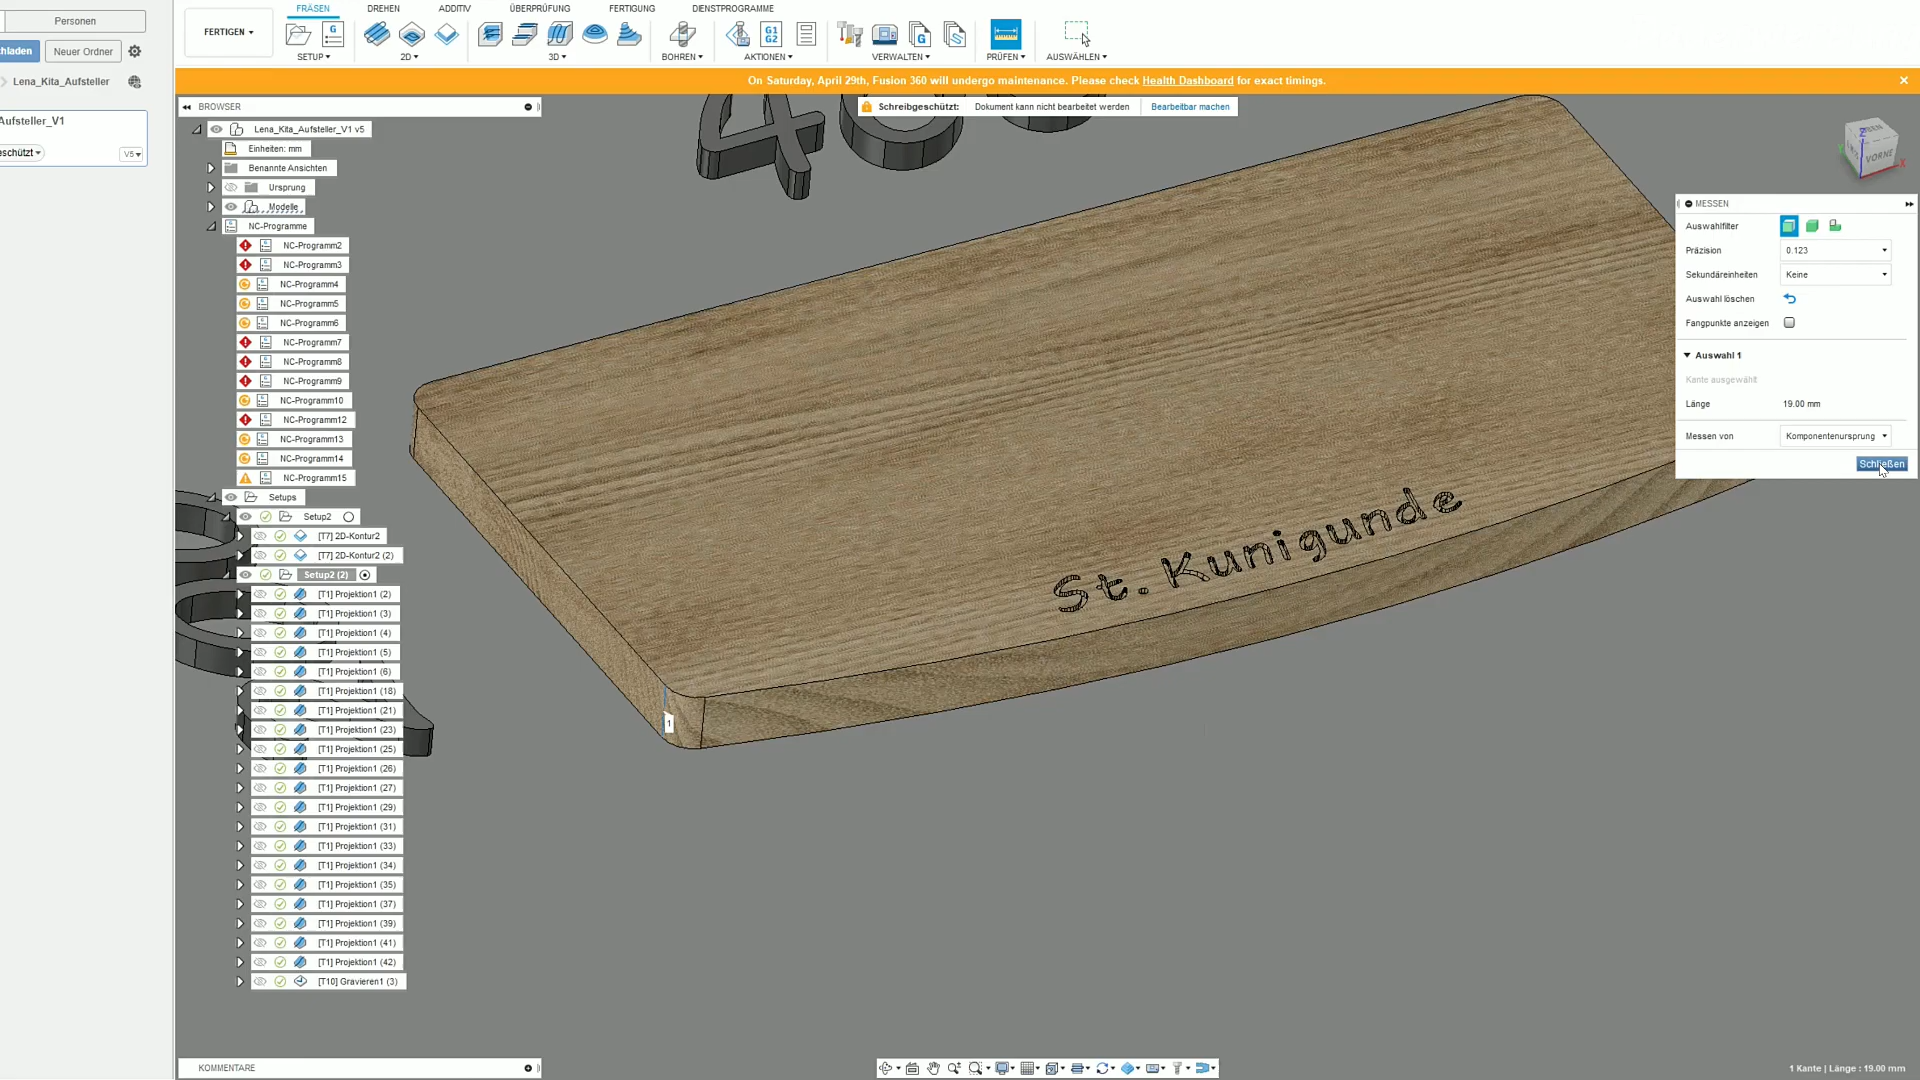 Personen
FRÄSEN DREHEN ADDITIV ÜBERPRÜFUNG FERTIGUNG DIENSTPROGRAMME
FERTIGEN
hladen Neuer Ordner
SETUP 2D 3D BOHREN AKTIONEN VERWALTEN PRÜFEN AUSWÄHLEN
G1
G2
Lena_Kita_Aufsteller
On Saturday, April 29th, Fusion 360 will undergo maintenance. Please check Health Dashboard for exact timings.
BROWSER
Schreibgeschützt: Dokument kann nicht bearbeitet werden Bearbeitbar machen
Aufsteller_V1
eschützt V5
Lena_Kita_Aufsteller_V1 v5
Einheiten: mm
Benannte Ansichten
Ursprung
Modelle
NC-Programme
NC-Programm2
NC-Programm3
NC-Programm4
NC-Programm5
NC-Programm6
NC-Programm7
NC-Programm8
NC-Programm9
NC-Programm10
NC-Programm12
NC-Programm13
NC-Programm14
NC-Programm15
Setups
Setup2
[T7] 2D-Kontur2
[T7] 2D-Kontur2 (2)
Setup2 (2)
[T1] Projektion1 (2)
[T1] Projektion1 (3)
[T1] Projektion1 (4)
[T1] Projektion1 (5)
[T1] Projektion1 (6)
[T1] Projektion1 (18)
[T1] Projektion1 (21)
[T1] Projektion1 (23)
[T1] Projektion1 (25)
[T1] Projektion1 (26)
[T1] Projektion1 (27)
[T1] Projektion1 (29)
[T1] Projektion1 (31)
[T1] Projektion1 (33)
[T1] Projektion1 (34)
[T1] Projektion1 (35)
[T1] Projektion1 (37)
[T1] Projektion1 (39)
[T1] Projektion1 (41)
[T1] Projektion1 (42)
[T10] Gravieren1 (3)
KOMMENTARE
St. Kunigunde
1
Z
VORNE
X
MESSEN
Auswahlfilter
Präzision 0.123
Sekundäreinheiten Keine
Auswahl löschen
Fangpunkte anzeigen
Auswahl 1
Kante ausgewählt
Länge 19.00 mm
Messen von Komponentenursprung
Schließen
1 Kante | Länge : 19.00 mm